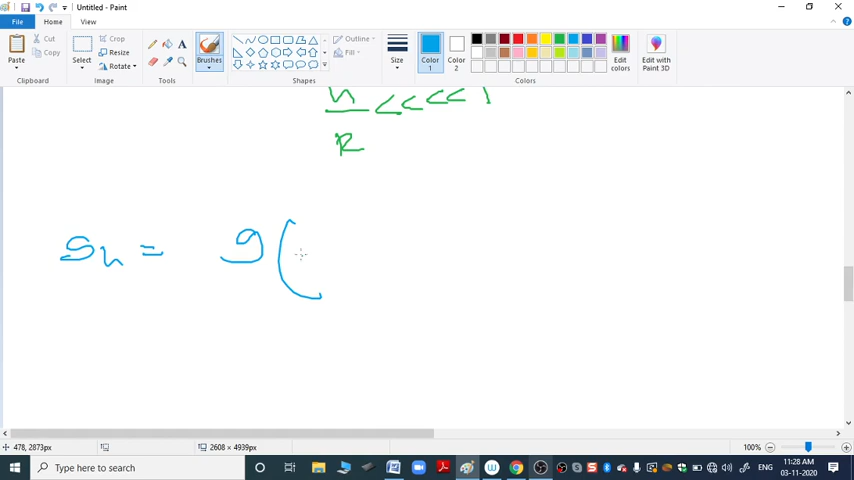 Untitled - Paint
File Home View
Paste Cut Copy Select Crop Resize Rotate Brushes Outline Fill Size Color 1 Color 2 Edit colors Edit with Paint 3D
Clipboard Image Tools Shapes Colors
h <<<< 1
R
gh = g(
478, 2873px 2608 × 4939px 100%
Type here to search ENG 11:28 AM
03-11-2020